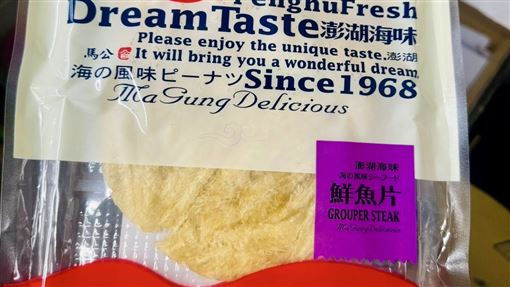 PenghuFresh
DreamTaste澎湖海味
Please enjoy the unique taste.澎湖
馬公 It will bring you a wonderful dream
海の風味ピーナツSince1968
MaGung Delicious
澎湖海味
海の風味シーフード
鮮魚片
GROUPER STEAK
MaGung Delicious